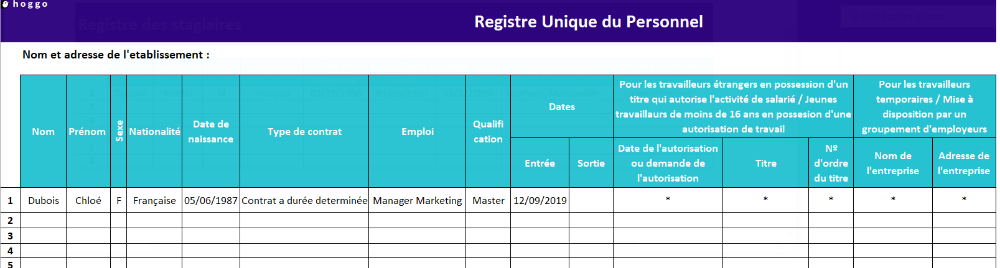 hoggo
Registre des stagiaires
Registre Unique du Personnel
Nom et adresse de l'etablissement :
Nom
Prénom
Sexe
Nationalité
Date de
naissance
Type de contrat
Emploi
Qualifi
cation
Dates
Entrée
Sortie
Pour les travailleurs étrangers en possession d'un
titre qui autorise l'activité de salarié / Jeunes
travaillaurs de moins de 16 ans en possesion d'une
autorisation de travail
Date de l'autorisation
ou demande de
l'autorisation
Titre
Nº
d'ordre
du titre
Pour les travailleurs
temporaires / Mise à
disposition par un
groupement d'employeurs
Nom de
l'entreprise
Adresse de
l'entreprise
1 Dubois Chloé F Française 05/06/1987 Contrat a durée determinée Manager Marketing Master 12/09/2019 * * * * *
2
3
4
5